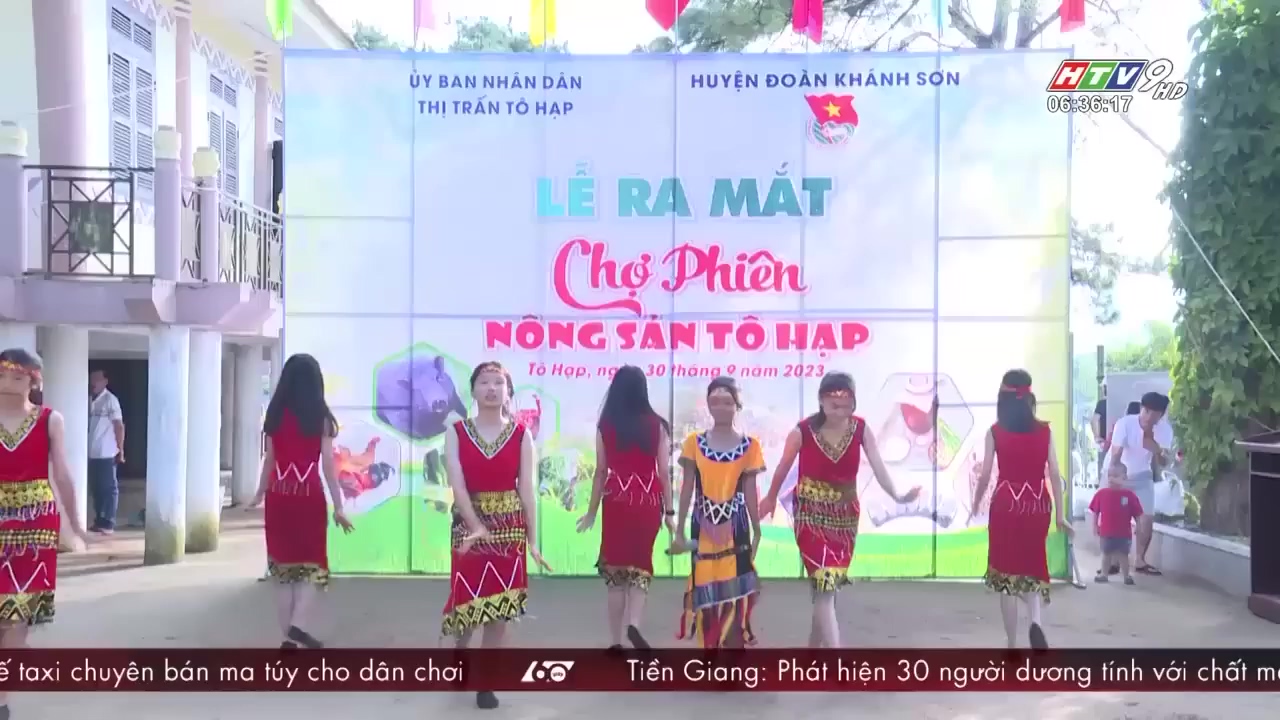 ỦY BAN NHÂN DÂN
THỊ TRẤN TÔ HẠP
HUYỆN ĐOÀN KHÁNH SƠN
HTV9 HD
06:36:17
LỄ RA MẮT
Chợ Phiên
NÔNG SẢN TÔ HẠP
Tô Hạp, ngày 30 tháng 9 năm 2023
ế taxi chuyên bán ma túy cho dân chơi
Tiền Giang: Phát hiện 30 người dương tính với chất m